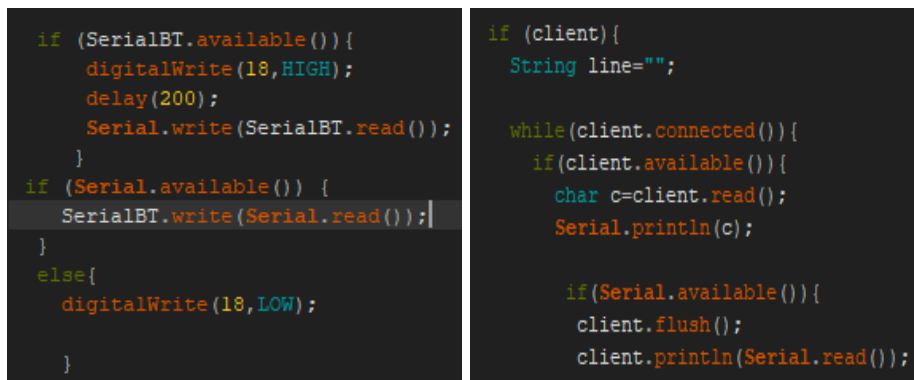 if (SerialBT.available()){
digitalWrite(18,HIGH);
delay(200);
Serial.write(SerialBT.read());
}
if (Serial.available()) {
SerialBT.write(Serial.read());
}
else{
digitalWrite(18,LOW);
}
if (client){
String line="";
while(client.connected()){
if(client.available()){
char c=client.read();
Serial.println(c);
if(Serial.available()){
client.flush();
client.println(Serial.read());